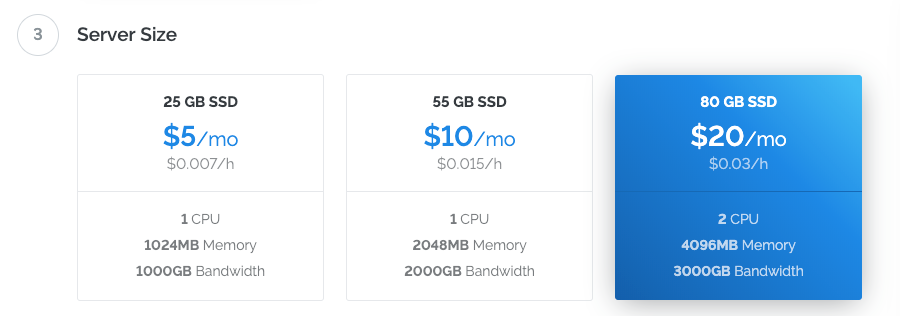 3
Server Size
25 GB SSD
$5/mo
$0.007/h
1 CPU
1024MB Memory
1000GB Bandwidth
55 GB SSD
$10/mo
$0.015/h
1 CPU
2048MB Memory
2000GB Bandwidth
80 GB SSD
$20/mo
$0.03/h
2 CPU
4096MB Memory
3000GB Bandwidth